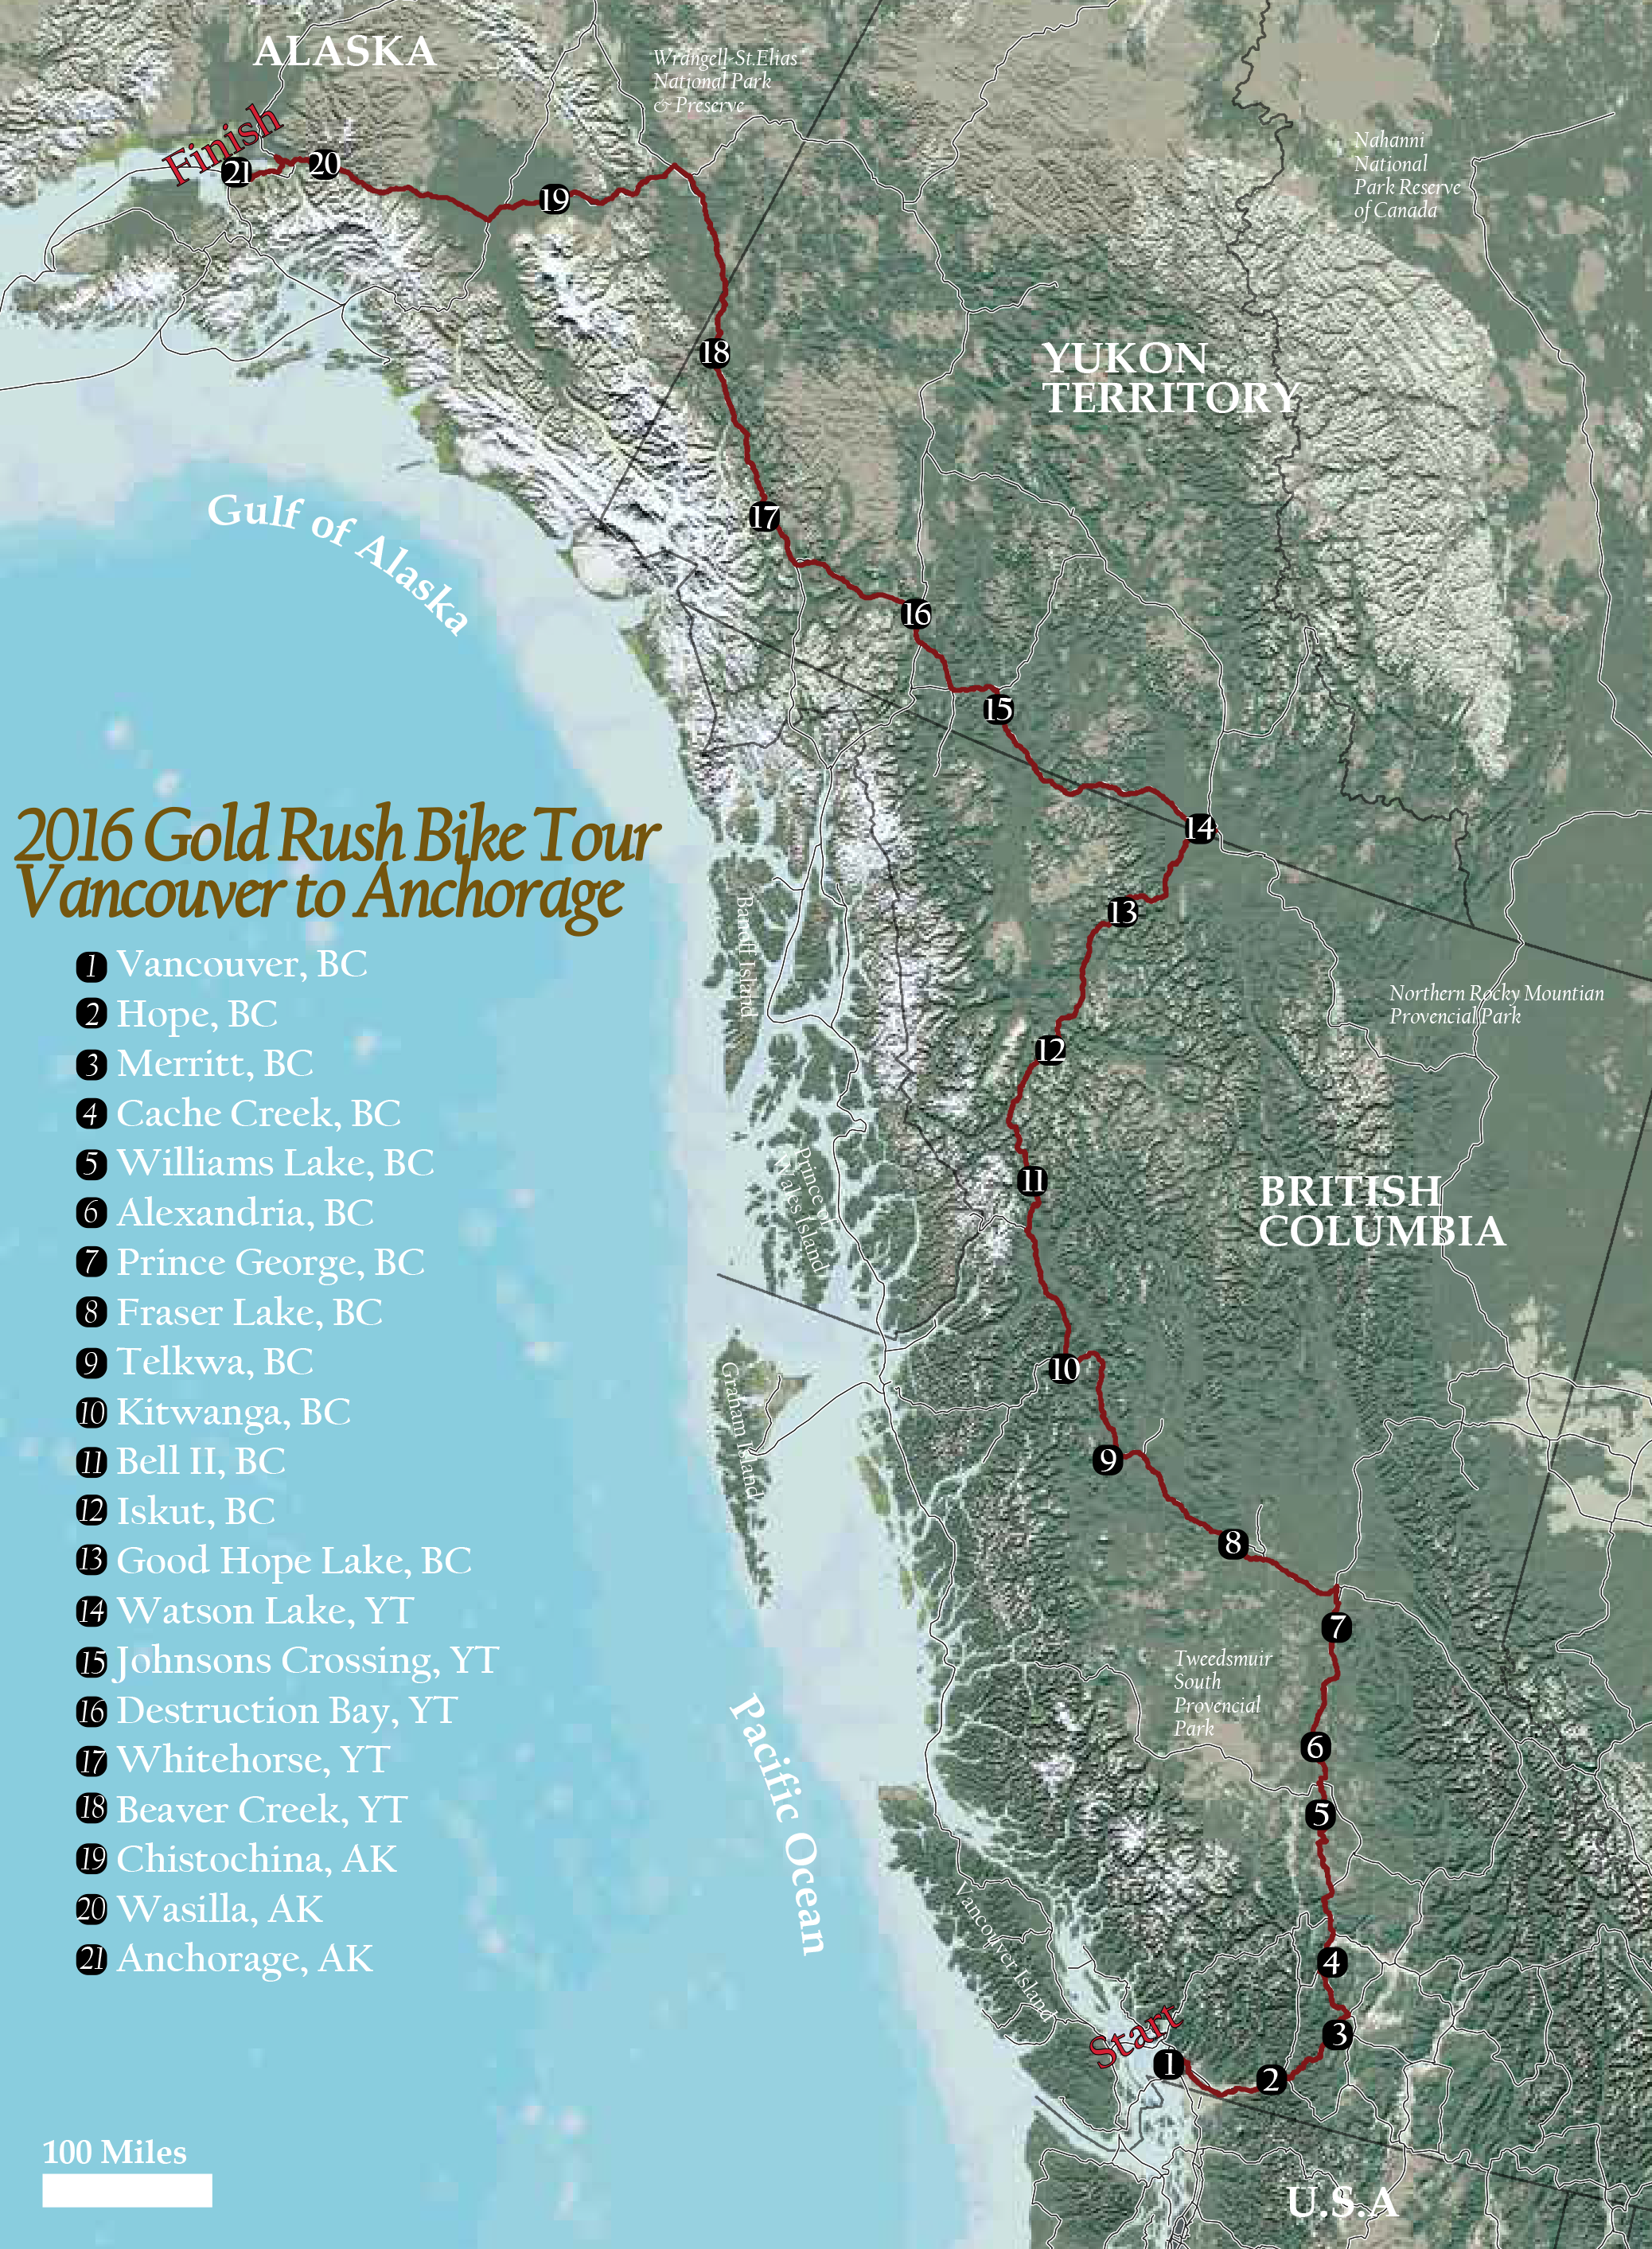 ALASKA
Wrangell-St.Elias
National Park
& Preserve
Nahanni
National
Park Reserve
of Canada
Finish
21
20
19
18
YUKON
TERRITORY
17
Gulf of Alaska
16
15
14
13
2016 Gold Rush Bike Tour
Vancouver to Anchorage
1 Vancouver, BC
2 Hope, BC
3 Merritt, BC
4 Cache Creek, BC
5 Williams Lake, BC
6 Alexandria, BC
7 Prince George, BC
8 Fraser Lake, BC
9 Telkwa, BC
10 Kitwanga, BC
11 Bell II, BC
12 Iskut, BC
13 Good Hope Lake, BC
14 Watson Lake, YT
15 Johnsons Crossing, YT
16 Destruction Bay, YT
17 Whitehorse, YT
18 Beaver Creek, YT
19 Chistochina, AK
20 Wasilla, AK
21 Anchorage, AK
Island
Northern Rocky Mountian
Provencial Park
12
11
Prince of
Wales Island
BRITISH
COLUMBIA
10
Graham Island
9
8
7
Tweedsmuir
South
Provencial
Park
6
5
Pacific Ocean
Vancouver Island
4
3
Start
1
2
100 Miles
U.S.A